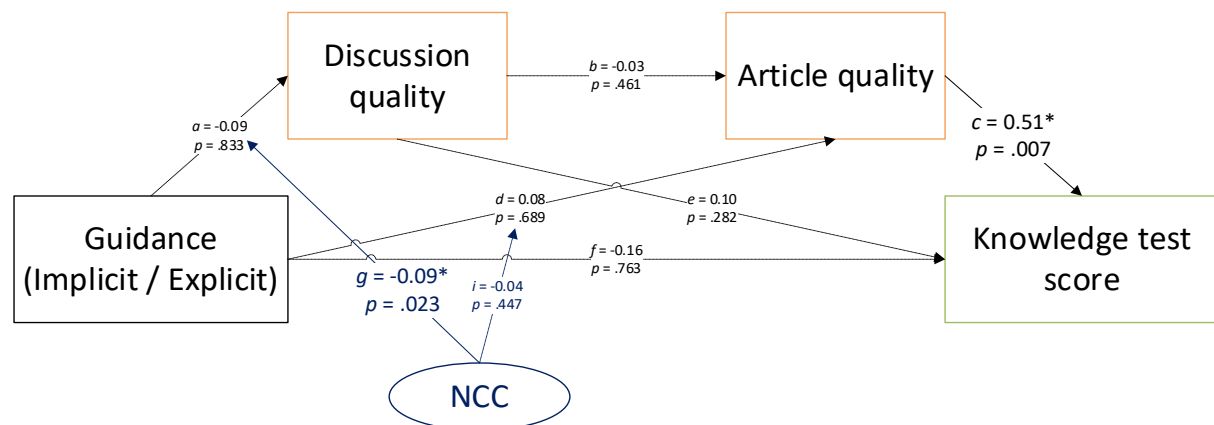 Discussion
quality
b = -0.03
p = .461
Article quality
a = -0.09
p = .833
c = 0.51*
p = .007
Guidance
(Implicit / Explicit)
d = 0.08
p = .689
e = 0.10
p = .282
Knowledge test
score
f = -0.16
p = .763
g = -0.09*
p = .023
i = -0.04
p = .447
NCC